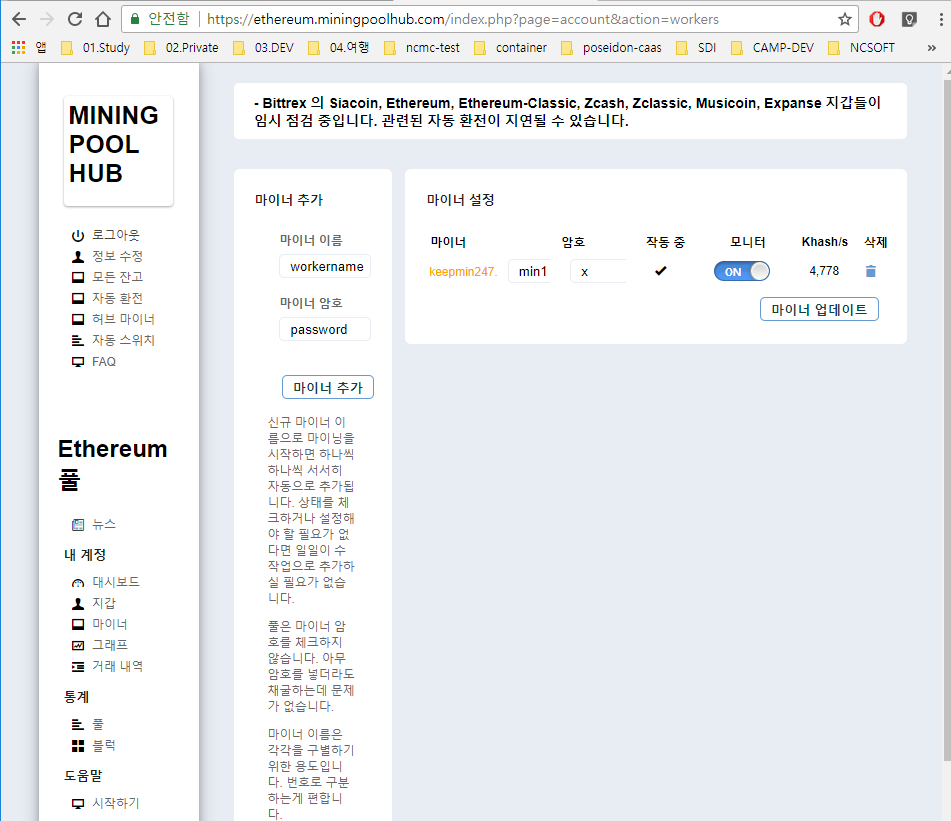 안전함 https://ethereum.miningpoolhub.com/index.php?page=account&action=workers
앱 01.Study 02.Private 03.DEV 04.여행 ncmc-test container poseidon-caas SDI CAMP-DEV NCSOFT »
MINING
POOL
HUB
로그아웃
정보 수정
모든 잔고
자동 환전
허브 마이너
자동 스위치
FAQ
Ethereum
풀
뉴스
내 계정
대시보드
지갑
마이너
그래프
거래 내역
통계
풀
블럭
도움말
시작하기
- Bittrex 의 Siacoin, Ethereum, Ethereum-Classic, Zcash, Zclassic, Musicoin, Expanse 지갑들이
임시 점검 중입니다. 관련된 자동 환전이 지연될 수 있습니다.
마이너 추가
마이너 이름
workername
마이너 암호
password
마이너 추가
신규 마이너 이
름으로 마이닝을
시작하면 하나씩
하나씩 서서히
자동으로 추가됩
니다. 상태를 체
크하거나 설정해
야 할 필요가 없
다면 일일이 수
작업으로 추가하
실 필요가 없습
니다.
풀은 마이너 암
호를 체크하지
않습니다. 아무
암호를 넣더라도
채굴하는데 문제
가 없습니다.
마이너 이름은
각각을 구별하기
위한 용도입니
다. 번호로 구분
하는게 편합니
다.
마이너 설정
마이너 암호 작동 중 모니터 Khash/s 삭제
keepmin247. min1 x ON 4,778
마이너 업데이트